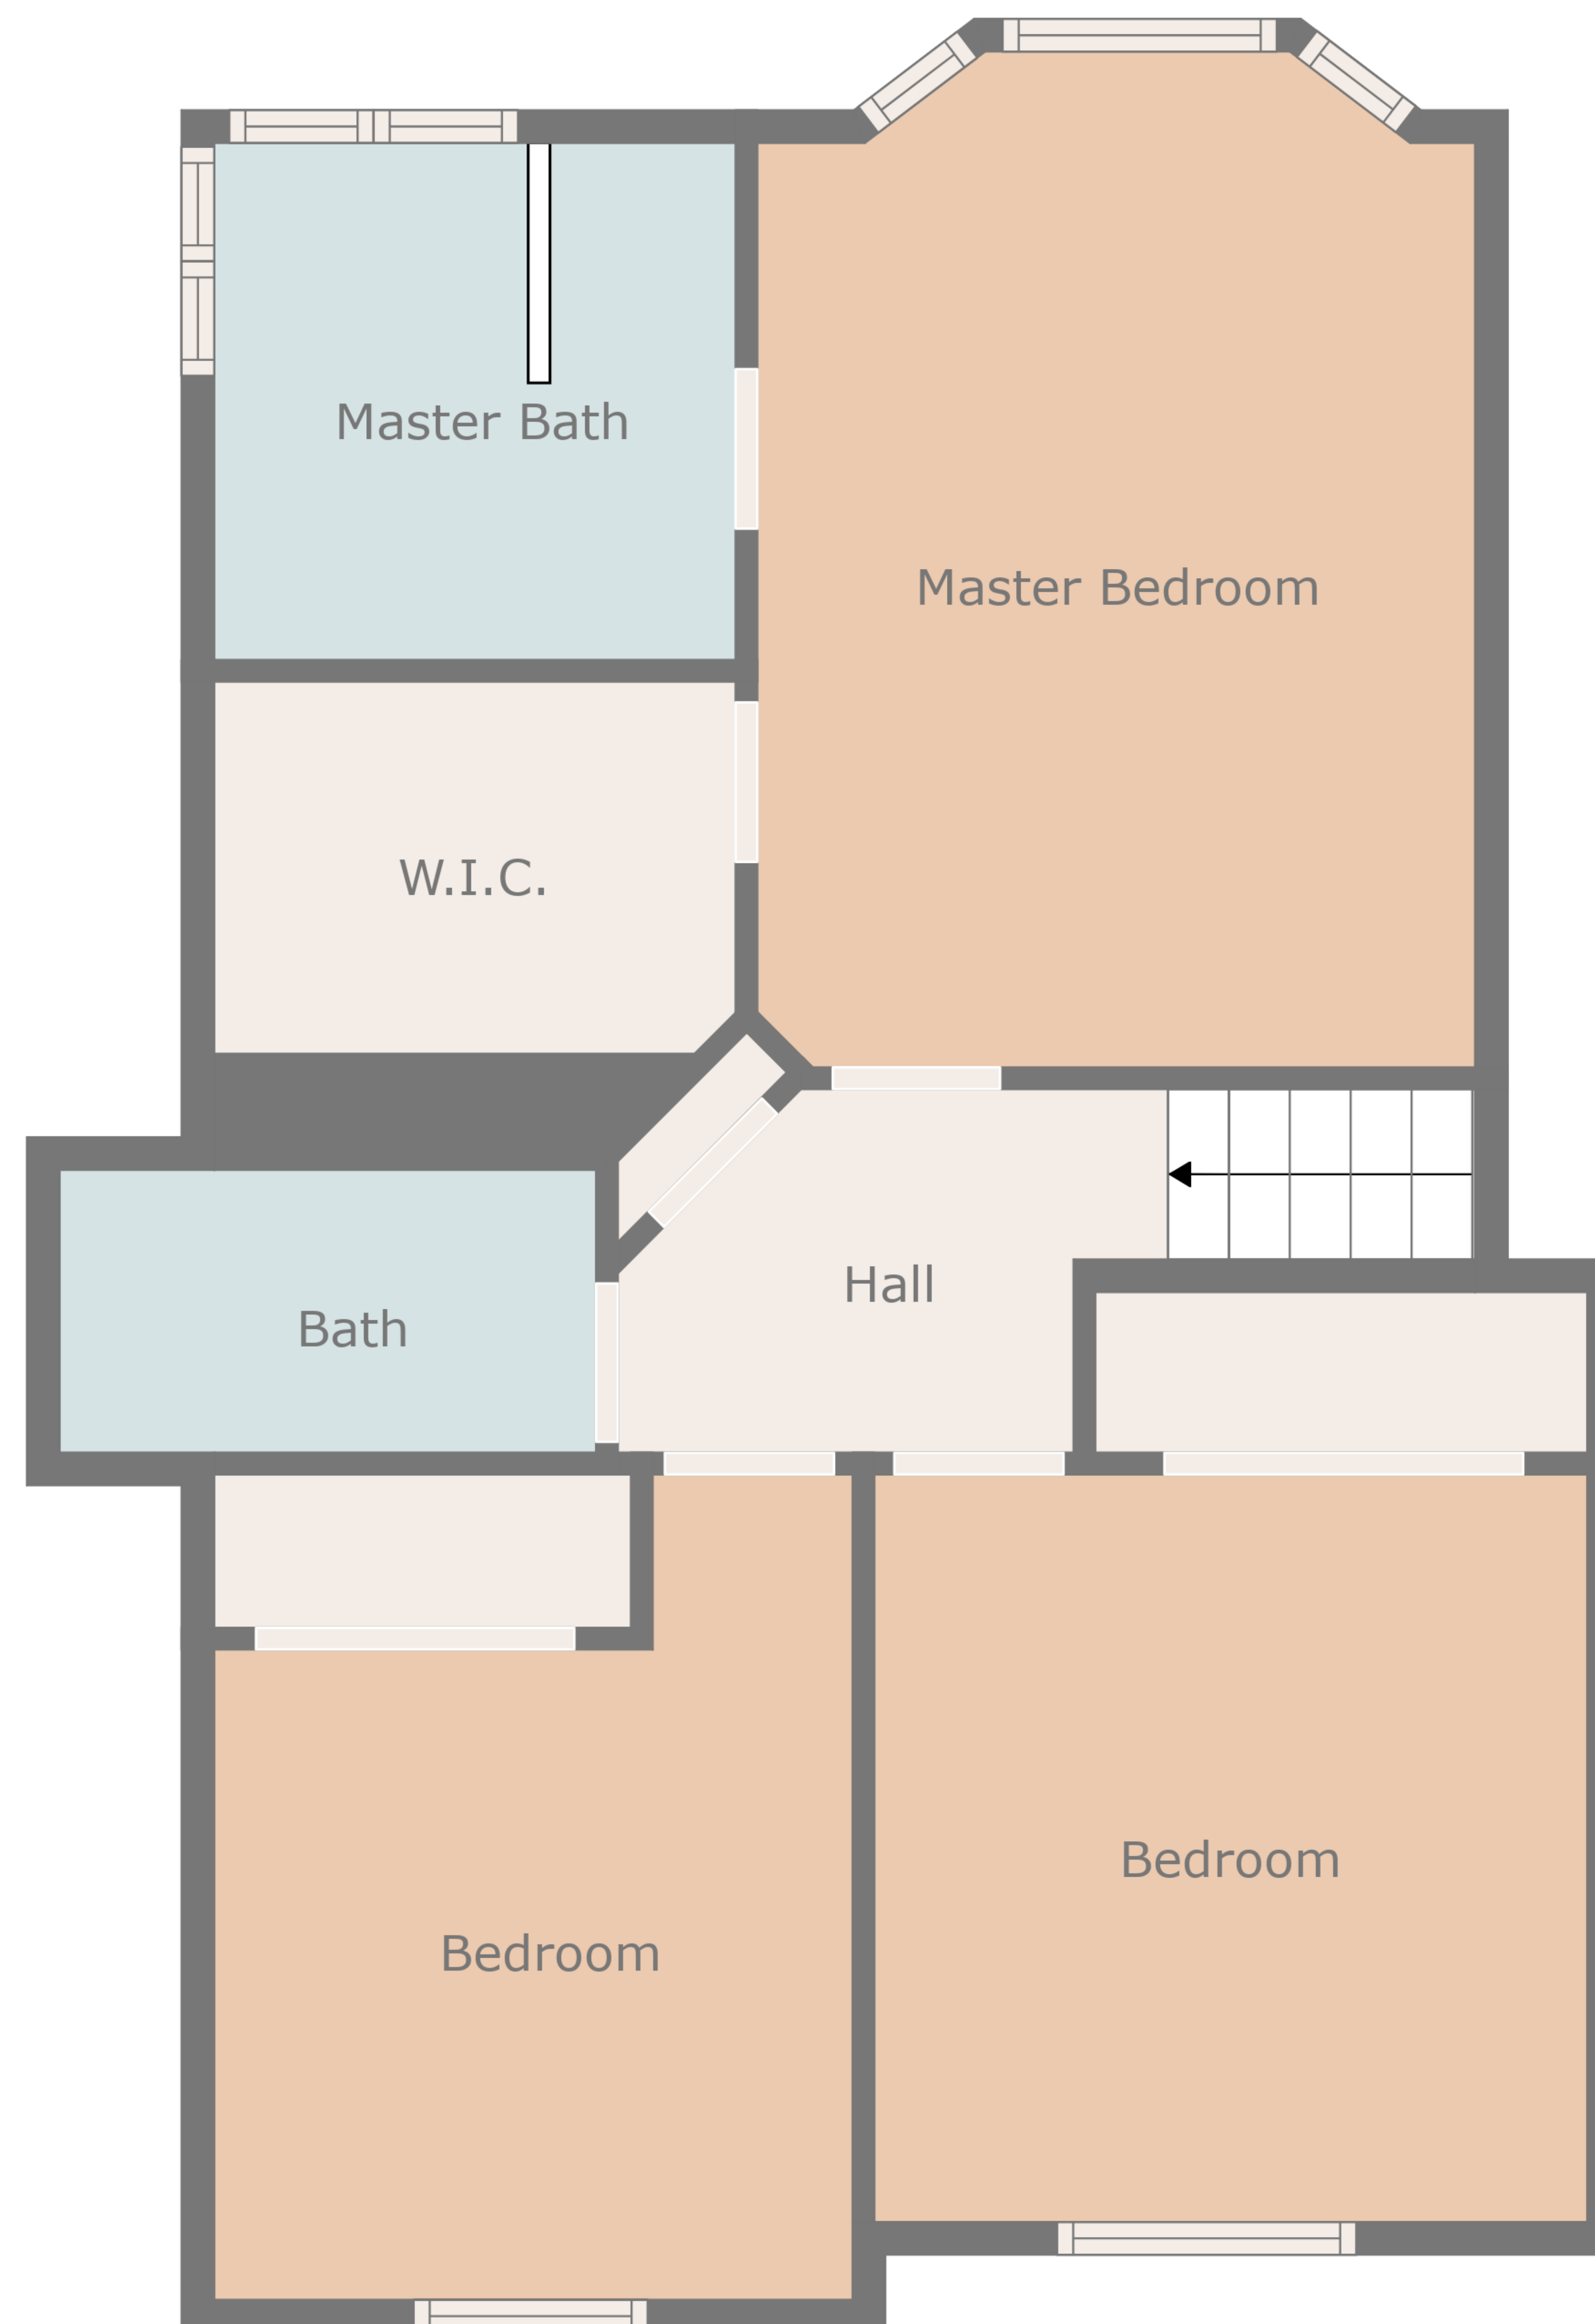 Master Bath
Master Bedroom
W.I.C.
Hall
Bath
Bedroom
Bedroom